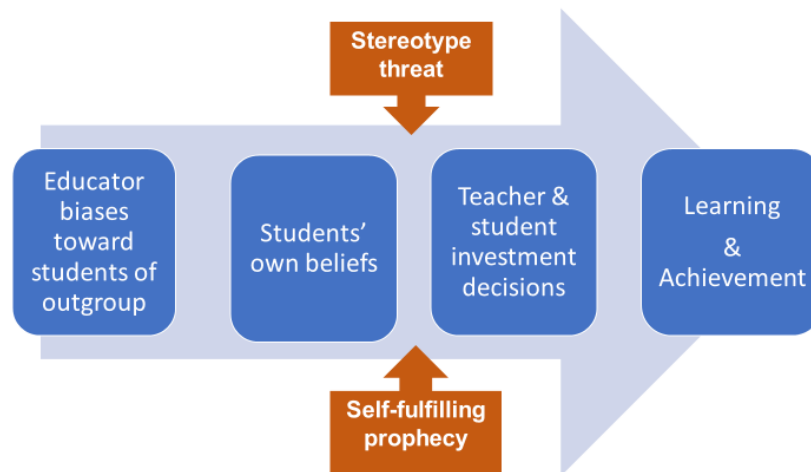 Stereotype
threat
Educator
biases
toward
students of
outgroup
Students'
own beliefs
Teacher &
student
investment
decisions
Learning
&
Achievement
Self-fulfilling
prophecy